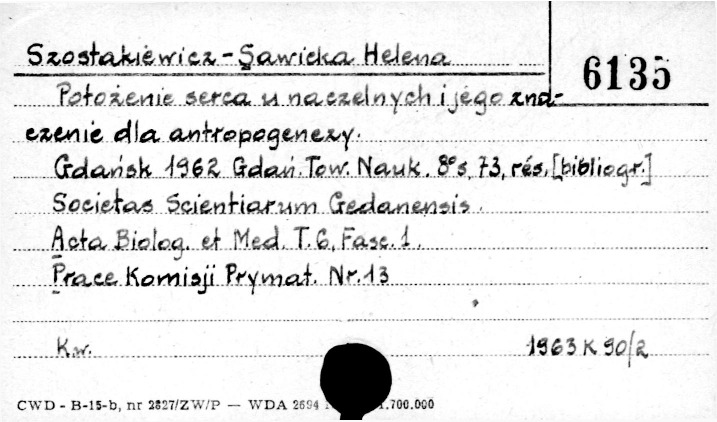 Szostakiewicz-Sawicka Helena
6135
Położenie serca u naczelnych i jego zna-
czenie dla antropogenezy.
Gdańsk 1962 Gdań. Tow. Nauk. 8° s. 73, rés, [bibliogr.]
Societas Scientiarum Gedanensis.
Acta Biolog. et Med. T. 6, Fasc. 1.
Prace Komisji Prymat. Nr. 13
Kw. 1963 K 90/2
CWD - B-15-b, nr 2827/ZW/P — WDA 2694 1.700.000